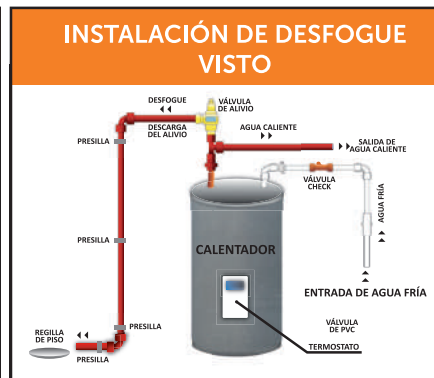 INSTALACIÓN DE DESFOGUE
VISTO
DESFOGUE
VÁLVULA
DE ALIVIO
DESCARGA
DEL ALIVIO
AGUA CALIENTE
PRESILLA
SALIDA DE
AGUA CALIENTE
VÁLVULA
CHECK
AGUA FRÍA
PRESILLA
CALENTADOR
ENTRADA DE AGUA FRÍA
REGILLA
DE PISO
PRESILLA
VÁLVULA
DE PVC
TERMOSTATO
PRESILLA